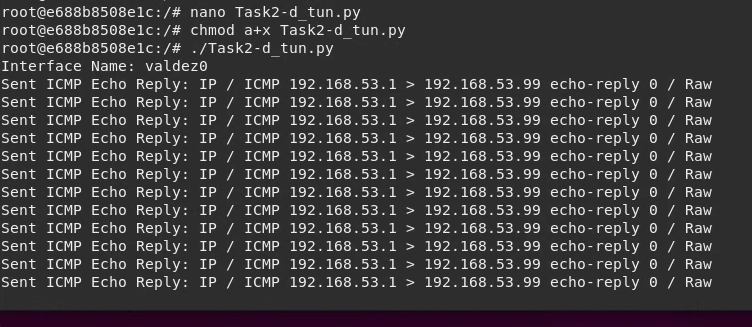 root@e688b8508e1c:/# nano Task2-d_tun.py
root@e688b8508e1c:/# chmod a+x Task2-d_tun.py
root@e688b8508e1c:/# ./Task2-d_tun.py
Interface Name: valdez0
Sent ICMP Echo Reply: IP / ICMP 192.168.53.1 > 192.168.53.99 echo-reply 0 / Raw
Sent ICMP Echo Reply: IP / ICMP 192.168.53.1 > 192.168.53.99 echo-reply 0 / Raw
Sent ICMP Echo Reply: IP / ICMP 192.168.53.1 > 192.168.53.99 echo-reply 0 / Raw
Sent ICMP Echo Reply: IP / ICMP 192.168.53.1 > 192.168.53.99 echo-reply 0 / Raw
Sent ICMP Echo Reply: IP / ICMP 192.168.53.1 > 192.168.53.99 echo-reply 0 / Raw
Sent ICMP Echo Reply: IP / ICMP 192.168.53.1 > 192.168.53.99 echo-reply 0 / Raw
Sent ICMP Echo Reply: IP / ICMP 192.168.53.1 > 192.168.53.99 echo-reply 0 / Raw
Sent ICMP Echo Reply: IP / ICMP 192.168.53.1 > 192.168.53.99 echo-reply 0 / Raw
Sent ICMP Echo Reply: IP / ICMP 192.168.53.1 > 192.168.53.99 echo-reply 0 / Raw
Sent ICMP Echo Reply: IP / ICMP 192.168.53.1 > 192.168.53.99 echo-reply 0 / Raw
Sent ICMP Echo Reply: IP / ICMP 192.168.53.1 > 192.168.53.99 echo-reply 0 / Raw
Sent ICMP Echo Reply: IP / ICMP 192.168.53.1 > 192.168.53.99 echo-reply 0 / Raw